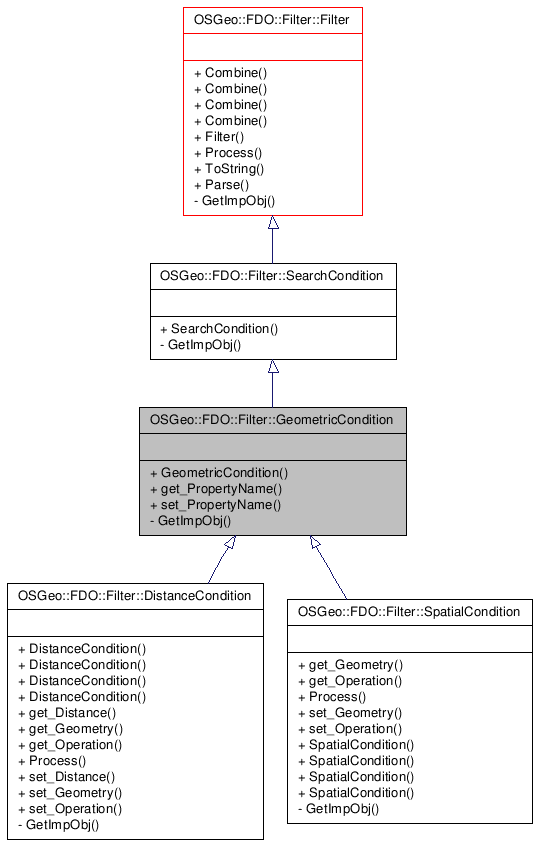 OSGeo::FDO::Filter::Filter
+ Combine()
+ Combine()
+ Combine()
+ Combine()
+ Filter()
+ Process()
+ ToString()
+ Parse()
- GetImpObj()
OSGeo::FDO::Filter::SearchCondition
+ SearchCondition()
- GetImpObj()
OSGeo::FDO::Filter::GeometricCondition
+ GeometricCondition()
+ get_PropertyName()
+ set_PropertyName()
- GetImpObj()
OSGeo::FDO::Filter::DistanceCondition
+ DistanceCondition()
+ DistanceCondition()
+ DistanceCondition()
+ DistanceCondition()
+ get_Distance()
+ get_Geometry()
+ get_Operation()
+ Process()
+ set_Distance()
+ set_Geometry()
+ set_Operation()
- GetImpObj()
OSGeo::FDO::Filter::SpatialCondition
+ get_Geometry()
+ get_Operation()
+ Process()
+ set_Geometry()
+ set_Operation()
+ SpatialCondition()
+ SpatialCondition()
+ SpatialCondition()
+ SpatialCondition()
- GetImpObj()